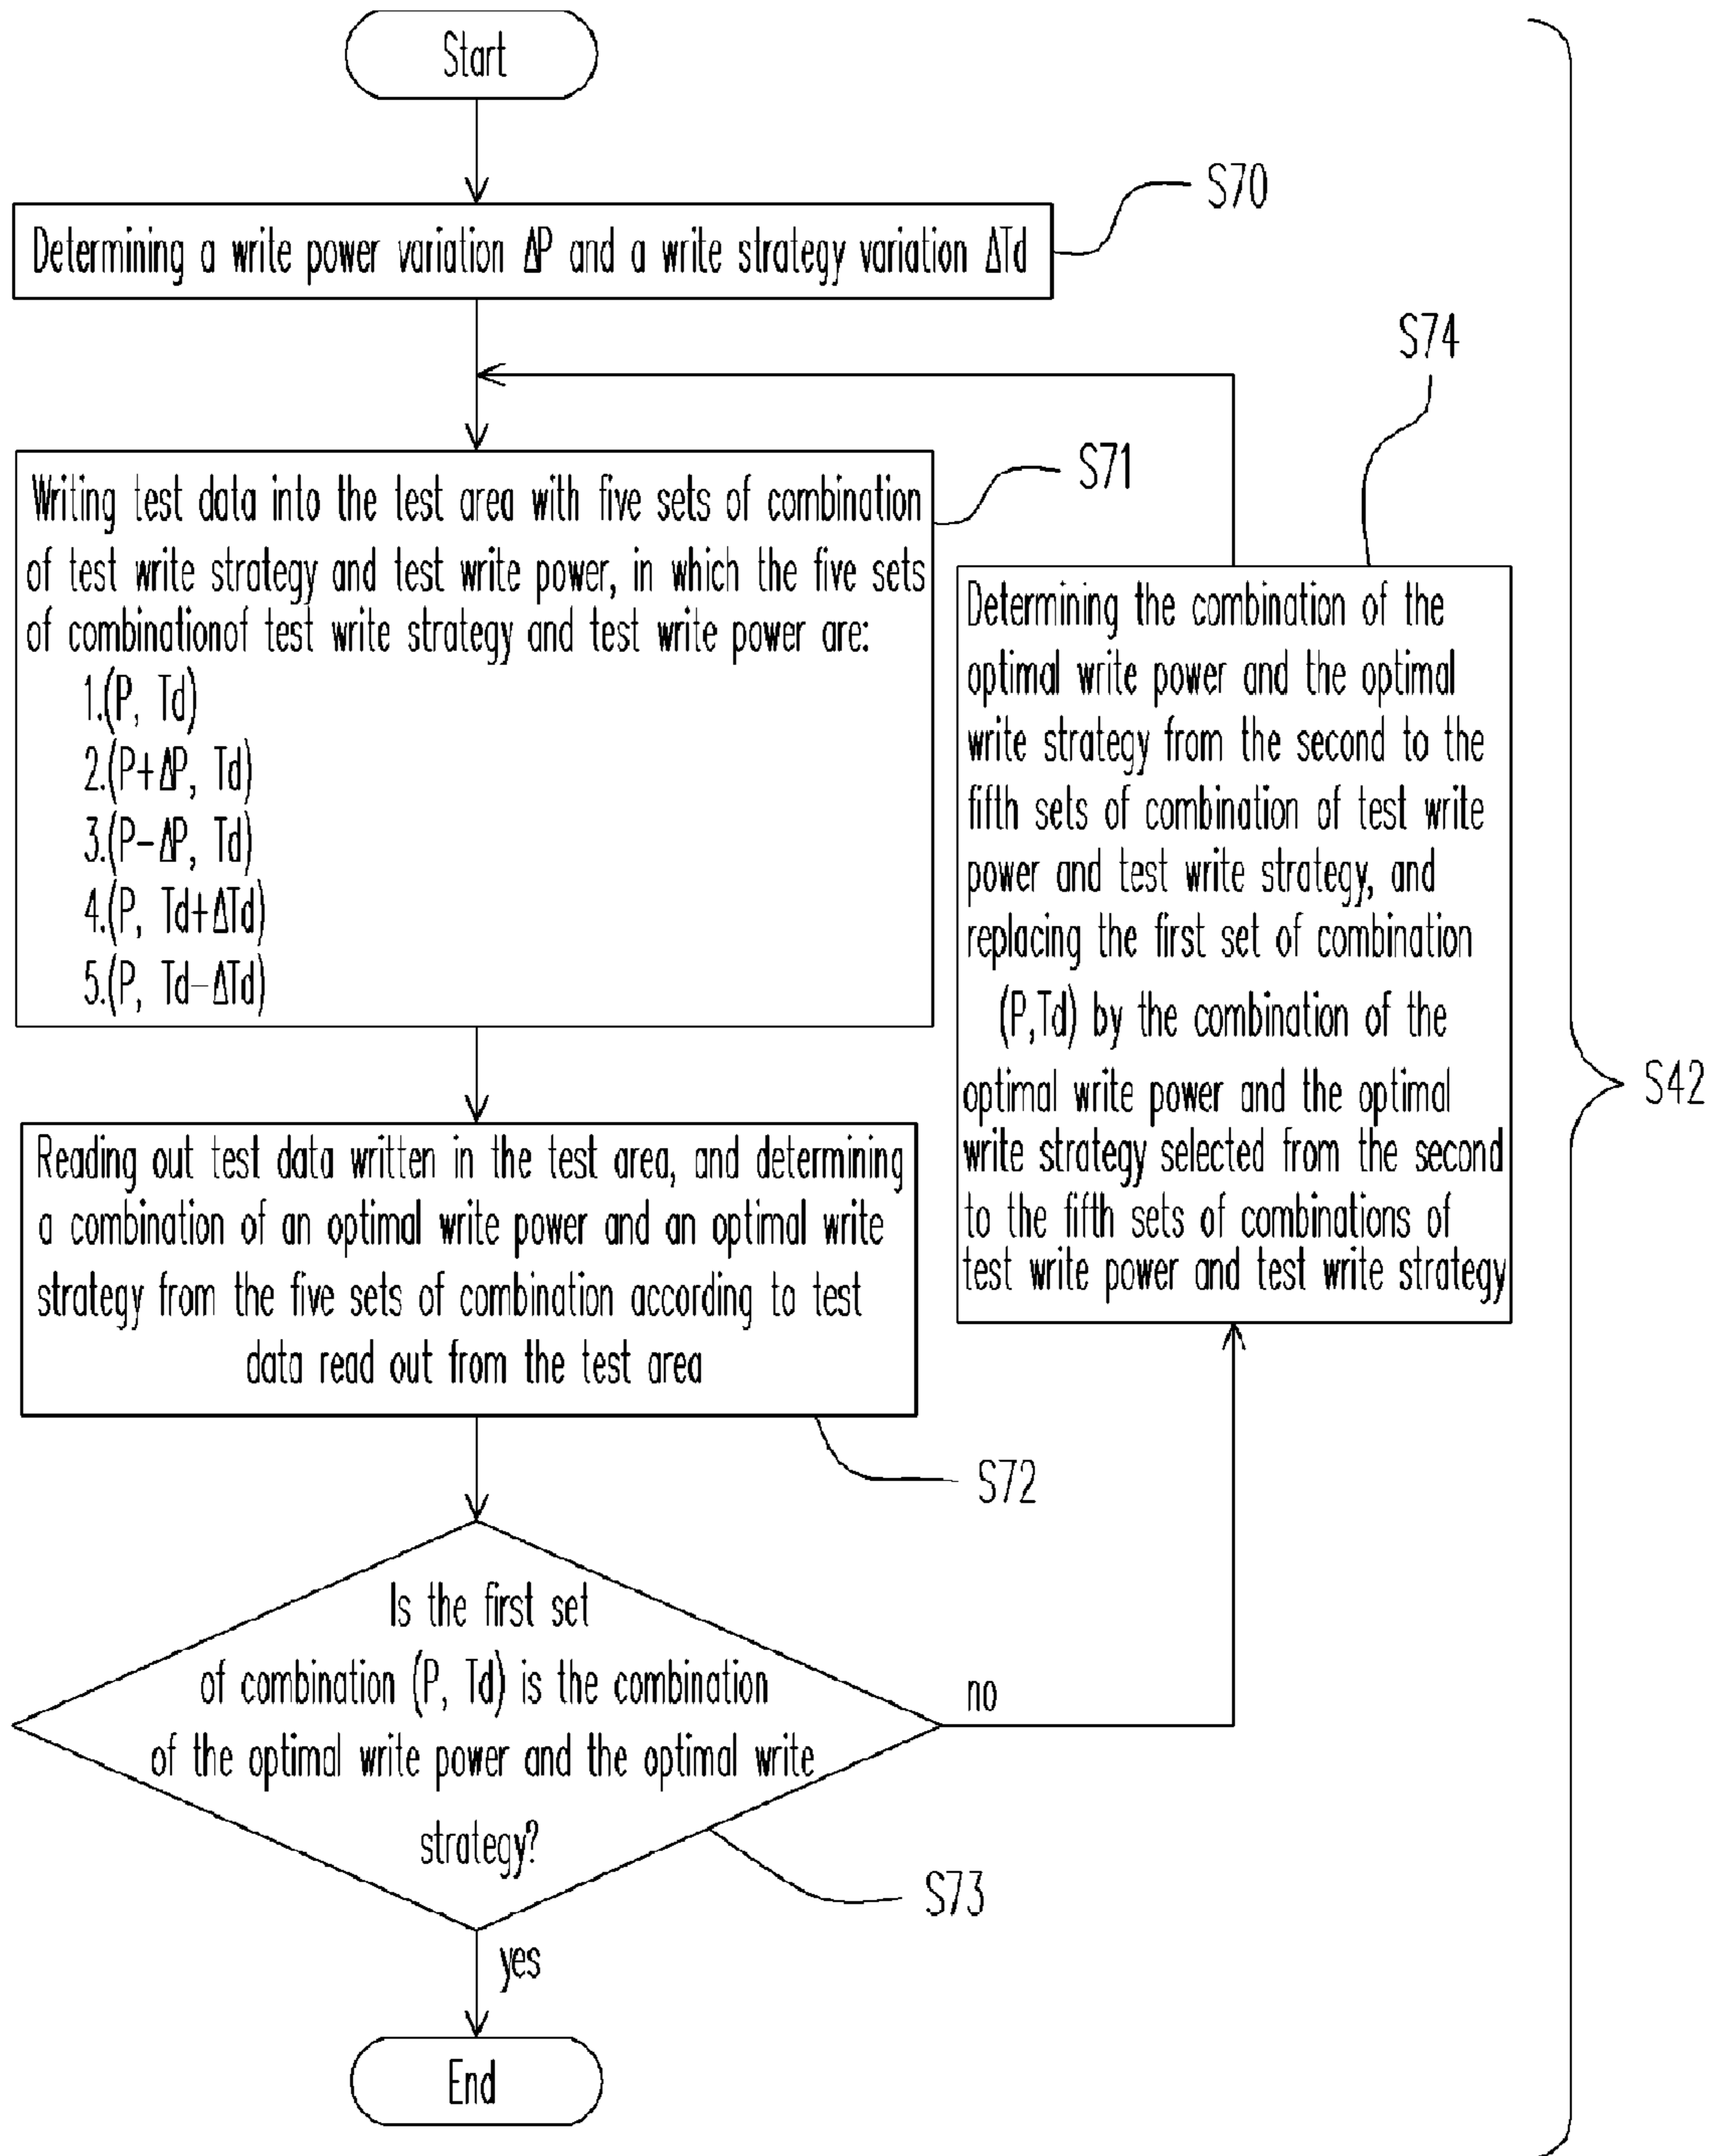 Start
S70
Determining a write power variation ΔP and a write strategy variation ΔTd
S74
S71
Writing test data into the test area with five sets of combination
of test write strategy and test write power, in which the five sets
of combinationof test write strategy and test write power are:
1.(P, Td)
2.(P+ΔP, Td)
3.(P-ΔP, Td)
4.(P, Td+ΔTd)
5.(P, Td-ΔTd)
Determining the combination of the
optimal write power and the optimal
write strategy from the second to the
fifth sets of combination of test write
power and test write strategy, and
replacing the first set of combination
(P,Td) by the combination of the
optimal write power and the optimal
write strategy selected from the second
to the fifth sets of combinations of
test write power and test write strategy
S42
Reading out test data written in the test area, and determining
a combination of an optimal write power and an optimal write
strategy from the five sets of combination according to test
data read out from the test area
S72
Is the first set
of combination (P, Td) is the combination
of the optimal write power and the optimal write
strategy?
no
S73
yes
End